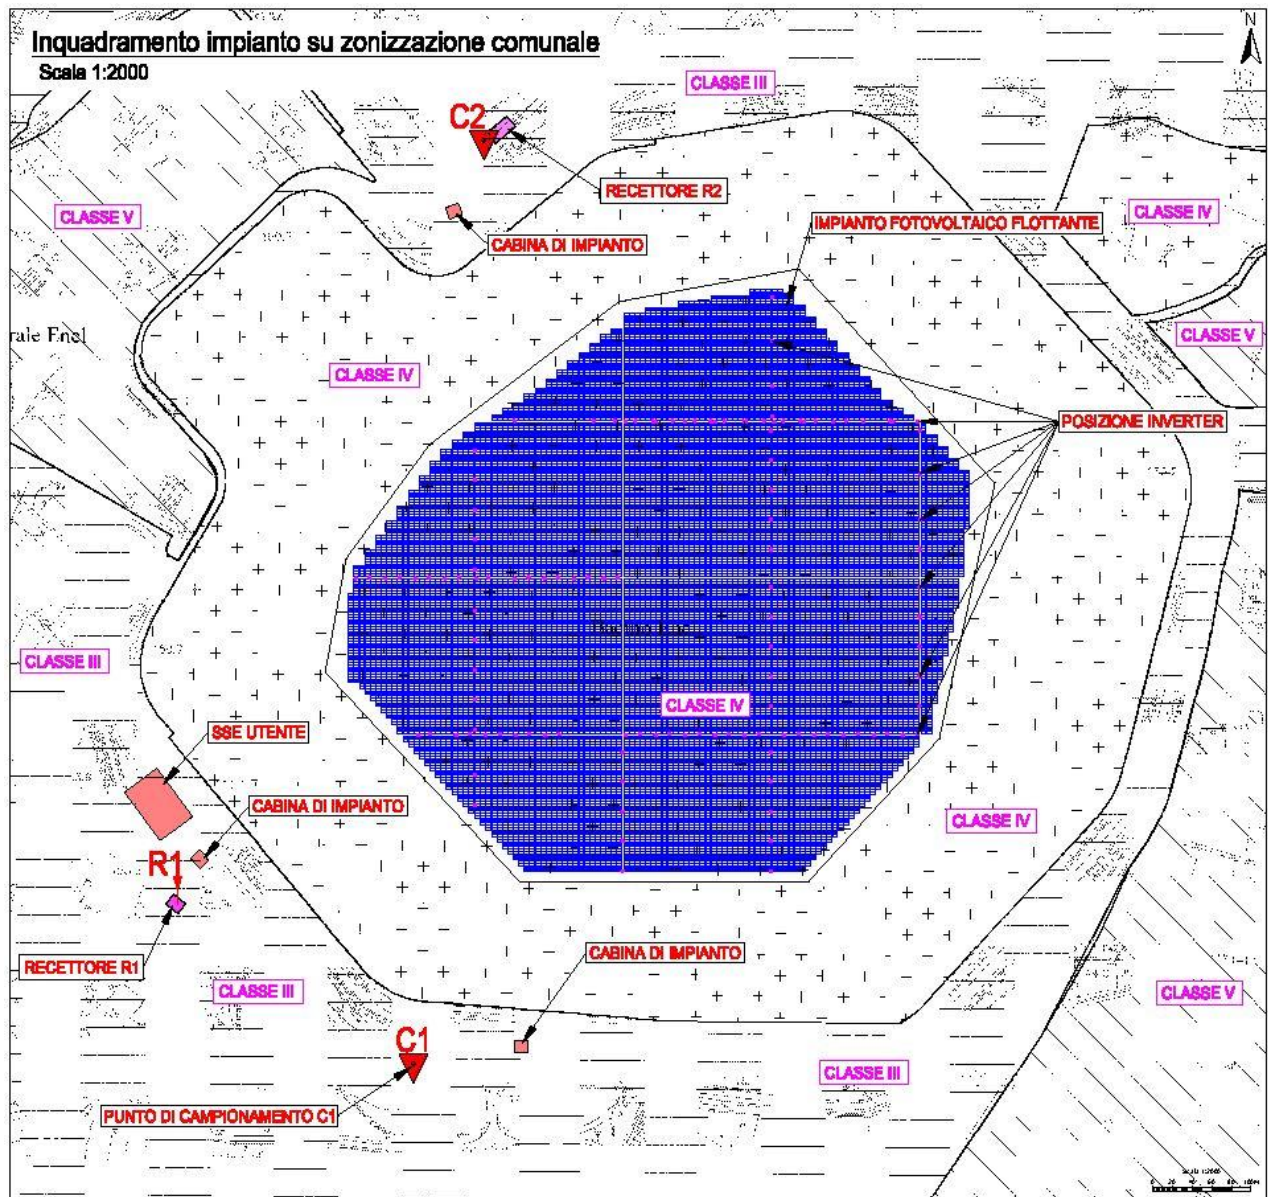 Inquadramento impianto su zonizzazione comunale
Scala 1:2000
N
CLASSE III
C2
RECETTORE R2
CLASSE V
CLASSE IV
IMPIANTO FOTOVOLTAICO FLOTTANTE
CABINA DI IMPIANTO
rale Enel
CLASSE V
CLASSE IV
POSIZIONE INVERTER
CLASSE III
CLASSE IV
SSE UTENTE
CABINA DI IMPIANTO
CLASSE IV
R1
CABINA DI IMPIANTO
RECETTORE R1
CLASSE III
CLASSE V
C1
CLASSE III
PUNTO DI CAMPIONAMENTO C1